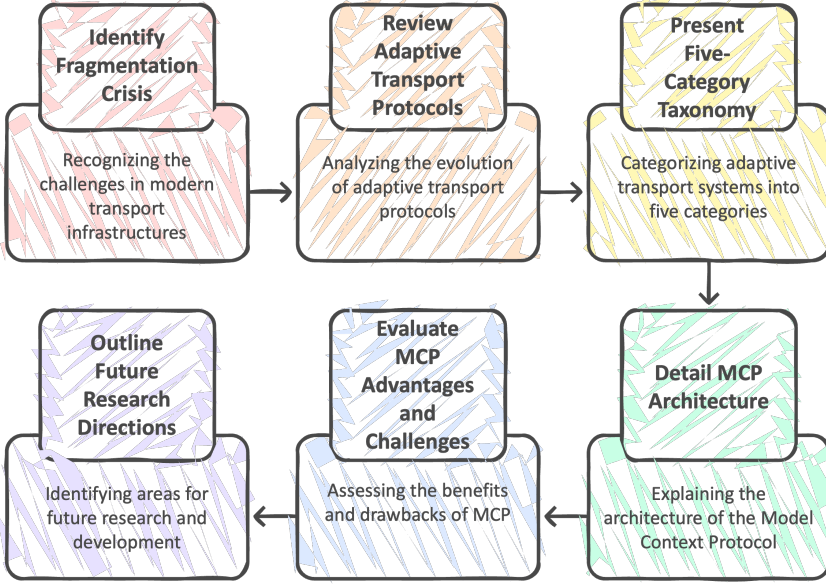 Identify
Fragmentation
Crisis
Recognizing the
challenges in modern
transport
infrastructures
Review
Adaptive
Transport
Protocols
Analyzing the evolution
of adaptive transport
protocols
Present
Five-
Category
Taxonomy
Categorizing adaptive
transport systems into
five categories
Detail MCP
Architecture
Explaining the
architecture of the Model
Context Protocol
Evaluate
MCP
Advantages
and
Challenges
Assessing the benefits
and drawbacks of MCP
Outline
Future
Research
Directions
Identifying areas for
future research and
development